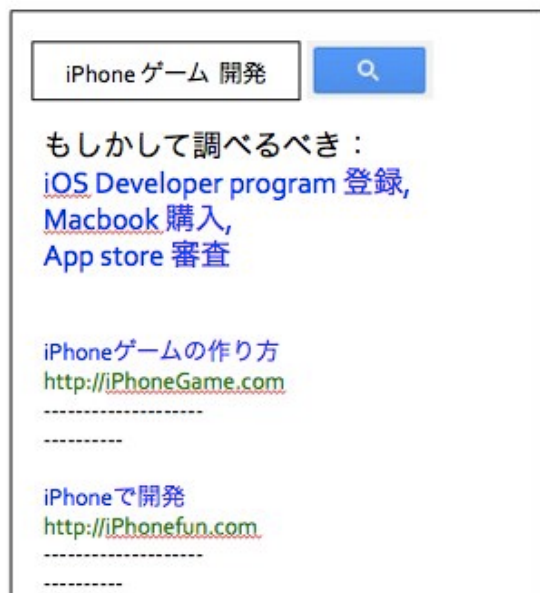 iPhone ゲーム 開発
もしかして調べるべき：
iOS Developer program 登録,
Macbook 購入,
App store 審査
iPhoneゲームの作り方
http://iPhoneGame.com
--------------------
----------
iPhoneで開発
http://iPhonefun.com
--------------------
----------